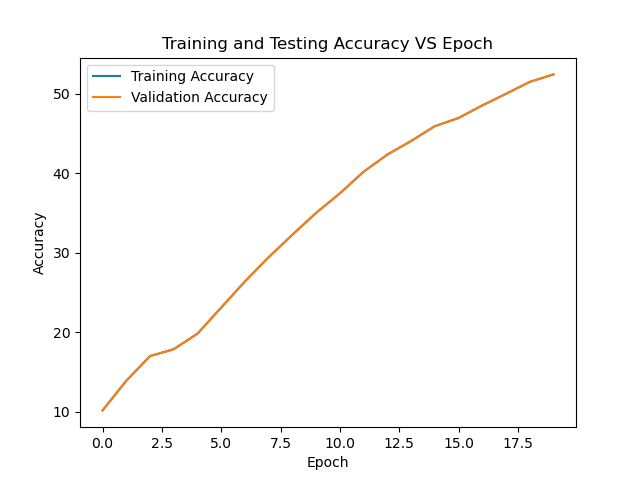 Training and Testing Accuracy VS Epoch
Training Accuracy
Validation Accuracy
50
40
30
20
10
Accuracy
0.0 2.5 5.0 7.5 10.0 12.5 15.0 17.5
Epoch